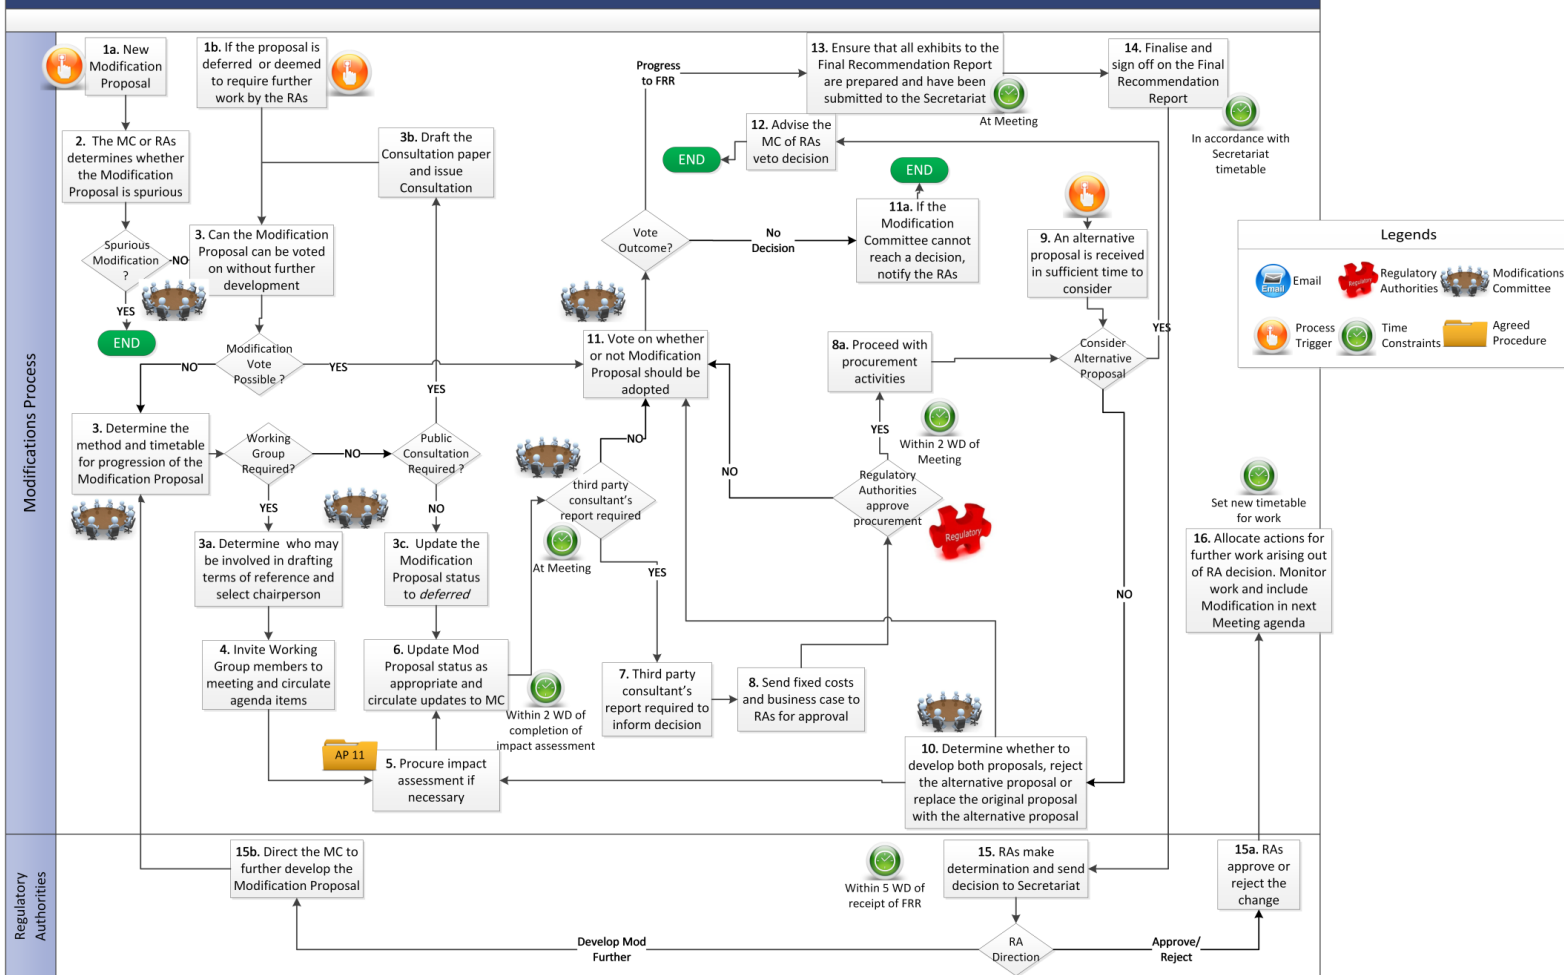 Modifications Process
Regulatory
Authorities
1a. New
Modification
Proposal
1b. If the proposal is
deferred or deemed
to require further
work by the RAs
2. The MC or RAs
determines whether
the Modification
Proposal is spurious
Spurious
Modification
?
NO
YES
END
3. Can the Modification
Proposal can be voted
on without further
development
Modification
Vote
Possible ?
NO
YES
3b. Draft the
Consultation paper
and issue
Consultation
YES
3. Determine the
method and timetable
for progression of the
Modification Proposal
Working
Group
Required?
NO
YES
Public
Consultation
Required ?
NO
3a. Determine who may
be involved in drafting
terms of reference and
select chairperson
3c. Update the
Modification
Proposal status
to deferred
4. Invite Working
Group members to
meeting and circulate
agenda items
6. Update Mod
Proposal status as
appropriate and
circulate updates to MC
Within 2 WD of
completion of
impact assessment
AP 11
5. Procure impact
assessment if
necessary
third party
consultant's
report required
NO
At Meeting
YES
7. Third party
consultant's
report required to
inform decision
8. Send fixed costs
and business case to
RAs for approval
Regulatory
Authorities
approve
procurement
Regulatory
NO
YES
Within 2 WD of
Meeting
8a. Proceed with
procurement
activities
9. An alternative
proposal is received
in sufficient time to
consider
Consider
Alternative
Proposal
YES
NO
10. Determine whether to
develop both proposals, reject
the alternative proposal or
replace the original proposal
with the alternative proposal
11. Vote on whether
or not Modification
Proposal should be
adopted
Vote
Outcome?
No
Decision
Progress
to FRR
11a. If the
Modification
Committee cannot
reach a decision,
notify the RAs
END
12. Advise the
MC of RAs
veto decision
END
13. Ensure that all exhibits to the
Final Recommendation Report
are prepared and have been
submitted to the Secretariat
At Meeting
14. Finalise and
sign off on the Final
Recommendation
Report
In accordance with
Secretariat
timetable
Set new timetable
for work
16. Allocate actions for
further work arising out
of RA decision. Monitor
work and include
Modification in next
Meeting agenda
15b. Direct the MC to
further develop the
Modification Proposal
Within 5 WD of
receipt of FRR
15. RAs make
determination and send
decision to Secretariat
15a. RAs
approve or
reject the
change
RA
Direction
Develop Mod
Further
Approve/
Reject
Legends
Email
Email
Regulatory
Regulatory
Authorities
Modifications
Committee
Process
Trigger
Time
Constraints
Agreed
Procedure